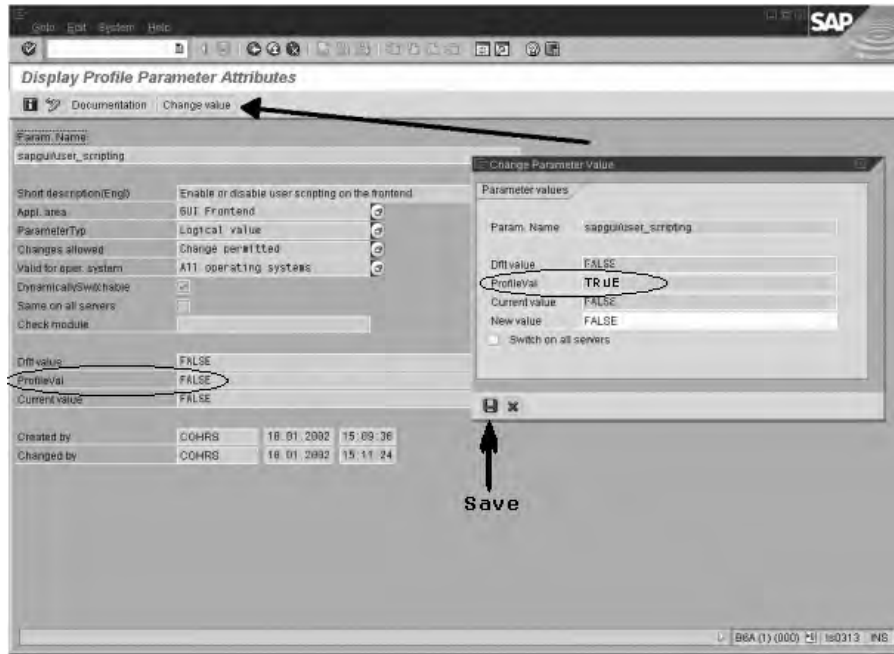 Goto Edit System Help
SAP
Display Profile Parameter Attributes
Documentation Change value
Param. Name
sapgui/user_scripting
Short description(Engl) Enable or disable user scripting on the frontend
Appl. area GUI Frontend
ParameterTyp Logical value
Changes allowed Change permitted
Valid for oper. system All operating systems
DynamicallySwitchable
Same on all servers
Check module
Dflt value FALSE
ProfileVal FALSE
Current value FALSE
Created by COHRS 18.01.2002 15:09:36
Changed by COHRS 18.01.2002 15:11:24
Change Parameter Value
Parameter values
Param. Name sapgui/user_scripting
Dflt value FALSE
ProfileVal TRUE
Current value FALSE
New value FALSE
Switch on all servers
Save
B6A (1) (000) ls0313 INS